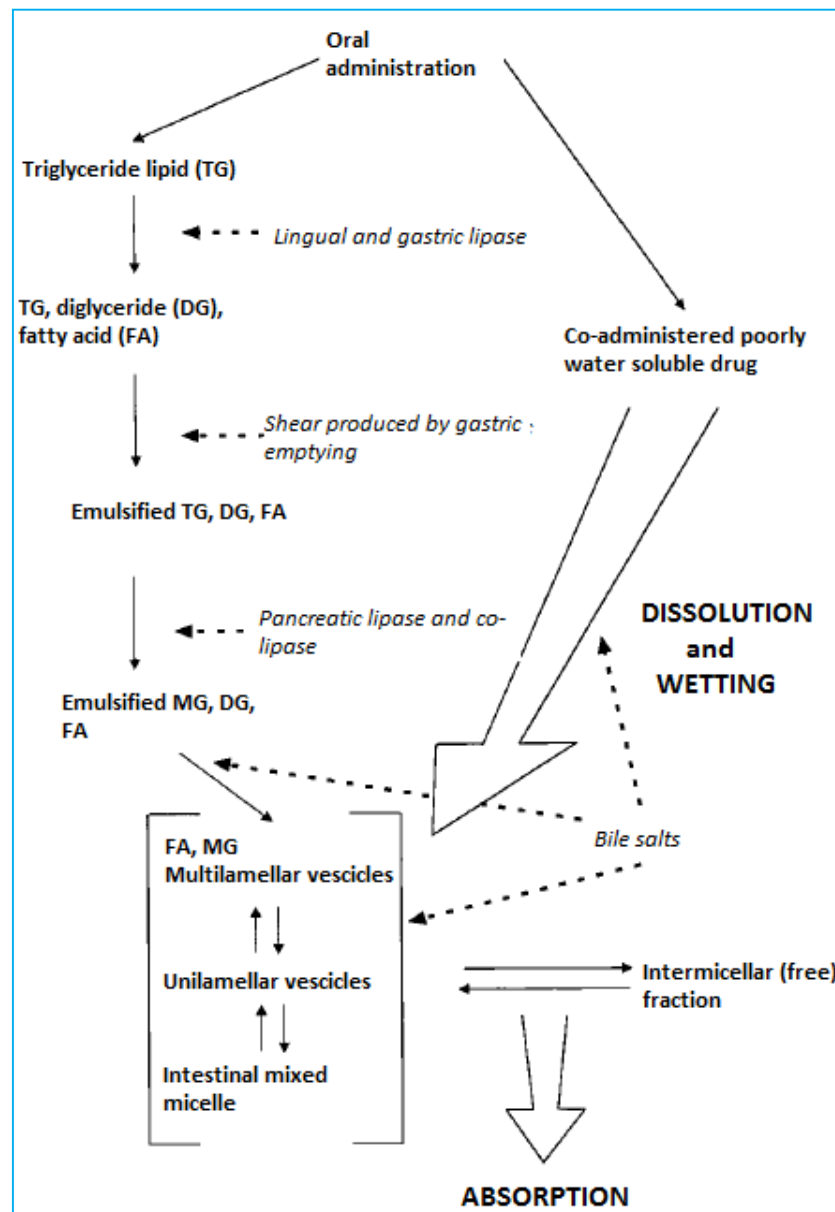 Oral
administration
Triglyceride lipid (TG)
Lingual and gastric lipase
TG, diglyceride (DG),
fatty acid (FA)
Co-administered poorly
water soluble drug
Shear produced by gastric :
emptying
Emulsified TG, DG, FA
Pancreatic lipase and co-
lipase
DISSOLUTION
and
WETTING
Emulsified MG, DG,
FA
Bile salts
FA, MG
Multilamellar vescicles
Unilamellar vescicles
Intestinal mixed
micelle
Intermicellar (free)
fraction
ABSORPTION